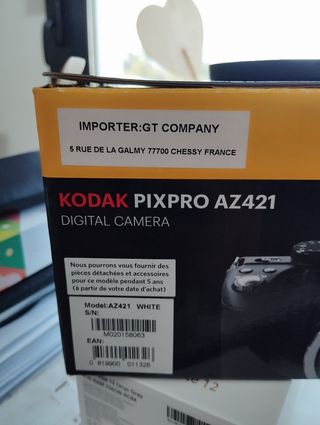 IMPORTER:GT COMPANY
5 RUE DE LA GALMY 77700 CHESSY FRANCE
KODAK PIXPRO AZ421
DIGITAL CAMERA
Nous pourrons vous fournir des
pièces détachées et accessoires
pour ce modèle pendant 5 ans
(à partir de votre date d'achat)
Model:AZ421 WHITE
S/N:
M020158063
EAN:
0 819900 011326
12